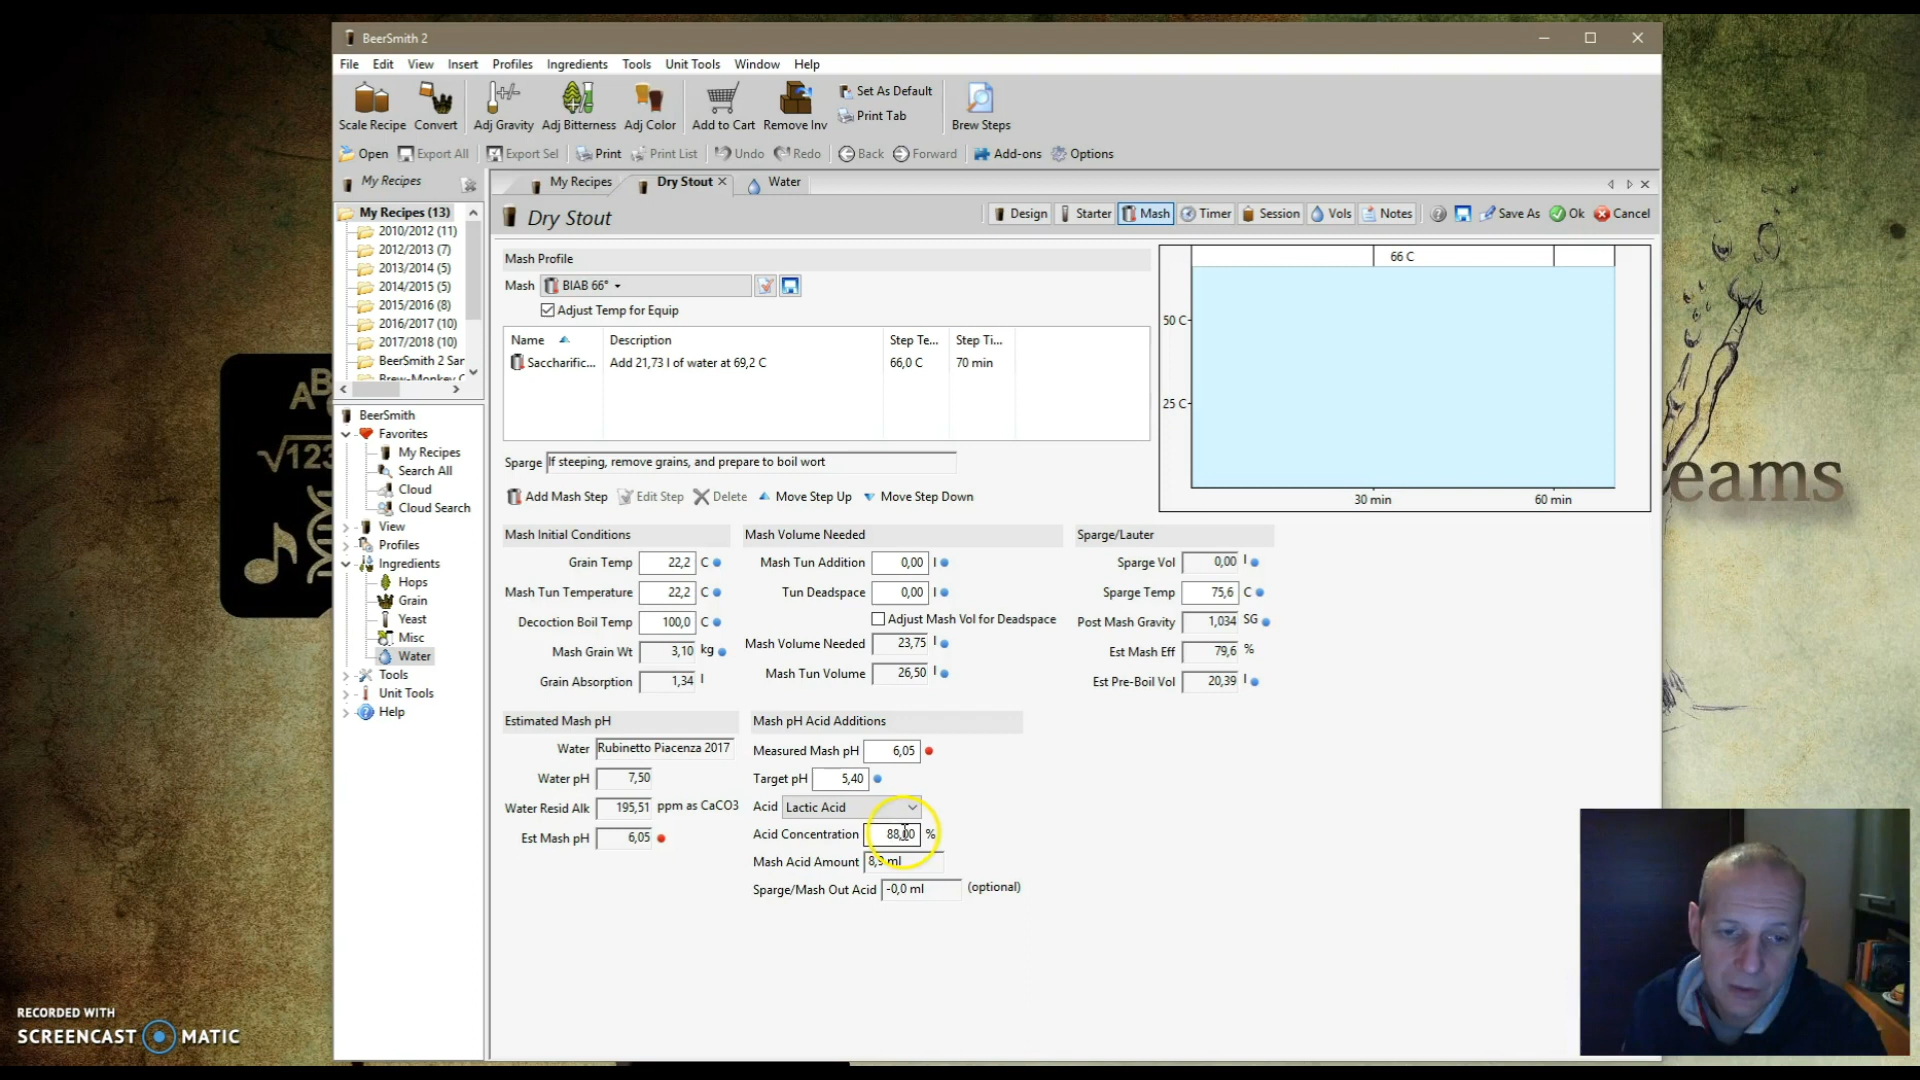 BeerSmith 2
File Edit View Insert Profiles Ingredients Tools Unit Tools Window Help
Scale Recipe Convert Adj Gravity Adj Bitterness Adj Color Add to Cart Remove Inv Set As Default Print Tab Brew Steps
Open Export All Export Sel Print Print List Undo Redo Back Forward Add-ons Options
My Recipes
My Recipes Dry Stout Water
My Recipes (13)
2010/2012 (11)
2012/2013 (7)
2013/2014 (5)
2014/2015 (5)
2015/2016 (8)
2016/2017 (10)
2017/2018 (10)
BeerSmith 2 Sar
Brew-Monkey C
BeerSmith
Favorites
My Recipes
Search All
Cloud
Cloud Search
View
Profiles
Ingredients
Hops
Grain
Yeast
Misc
Water
Tools
Unit Tools
Help
Dry Stout
Design Starter Mash Timer Session Vols Notes Save As Ok Cancel
Mash Profile
Mash BIAB 66°
Adjust Temp for Equip
Name Description Step Te... Step Ti...
Saccharific... Add 21,73 l of water at 69,2 C 66,0 C 70 min
Sparge If steeping, remove grains, and prepare to boil wort
Add Mash Step Edit Step Delete Move Step Up Move Step Down
66 C
50 C
25 C
30 min 60 min
Mash Initial Conditions
Grain Temp 22,2 C
Mash Tun Temperature 22,2 C
Decoction Boil Temp 100,0 C
Mash Grain Wt 3,10 kg
Grain Absorption 1,34 l
Mash Volume Needed
Mash Tun Addition 0,00 l
Tun Deadspace 0,00 l
Adjust Mash Vol for Deadspace
Mash Volume Needed 23,75 l
Mash Tun Volume 26,50 l
Sparge/Lauter
Sparge Vol 0,00 l
Sparge Temp 75,6 C
Post Mash Gravity 1,034 SG
Est Mash Eff 79,6 %
Est Pre-Boil Vol 20,39 l
Estimated Mash pH
Water Rubinetto Piacenza 2017
Water pH 7,50
Water Resid Alk 195,51 ppm as CaCO3
Est Mash pH 6,05
Mash pH Acid Additions
Measured Mash pH 6,05
Target pH 5,40
Acid Lactic Acid
Acid Concentration 88,00 %
Mash Acid Amount 8,9 ml
Sparge/Mash Out Acid -0,0 ml (optional)
AB
√123
eams
RECORDED WITH
SCREENCAST MATIC